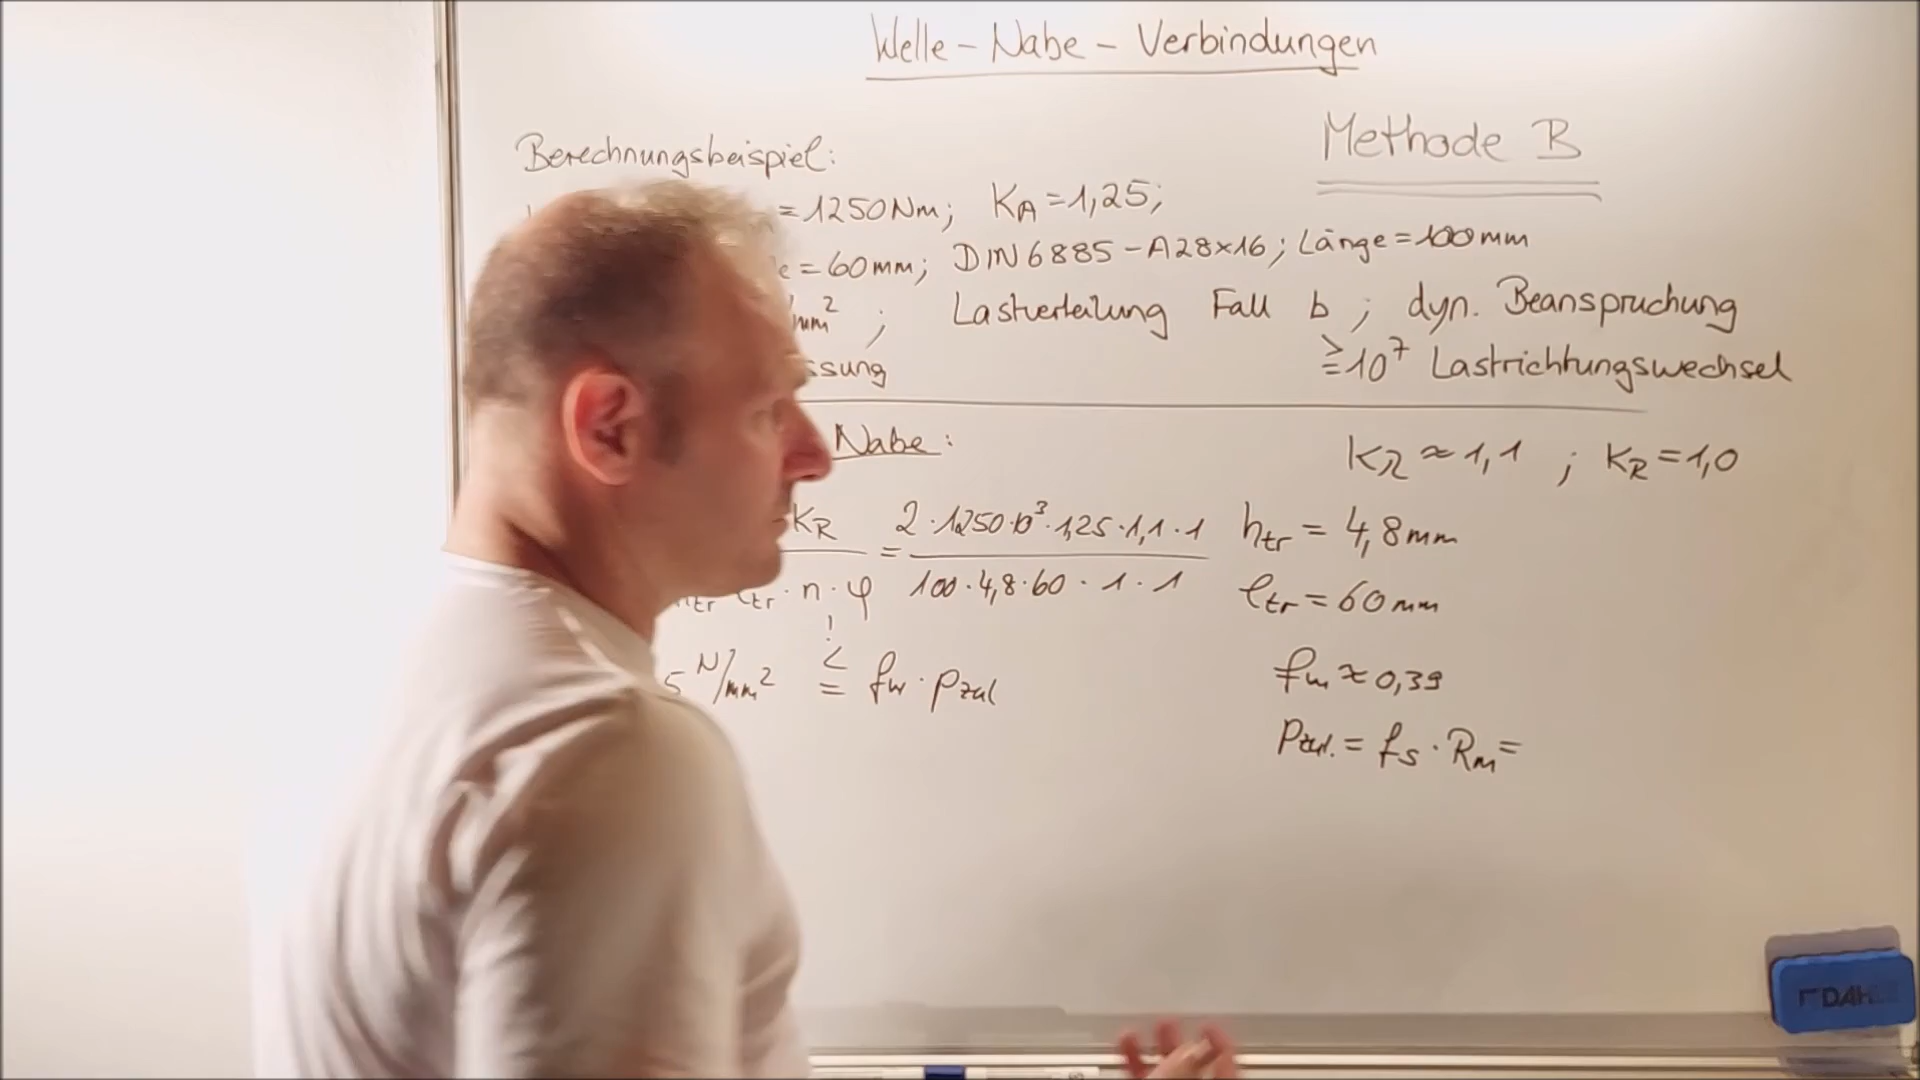 Welle - Nabe - Verbindungen
Methode B
Berechnungsbeispiel:
= 1250 Nm; KA = 1,25;
e = 60 mm; DIN 6885 - A28x16; Länge = 100 mm
mm²; Lastverteilung Fall b; dyn. Beanspruchung
ssung ≥ 10⁷ Lastrichtungswechsel
Nabe: Kλ ≈ 1,1 ; KR = 1,0
KR = 2·1250·10³·1,25·1,1·1 htr = 4,8 mm
tr · n · φ 100·4,8·60·1·1 ltr = 60 mm
5 N/mm² ≤! fw · pzul fw ≈ 0,39
Pzul. = fs · Rm =